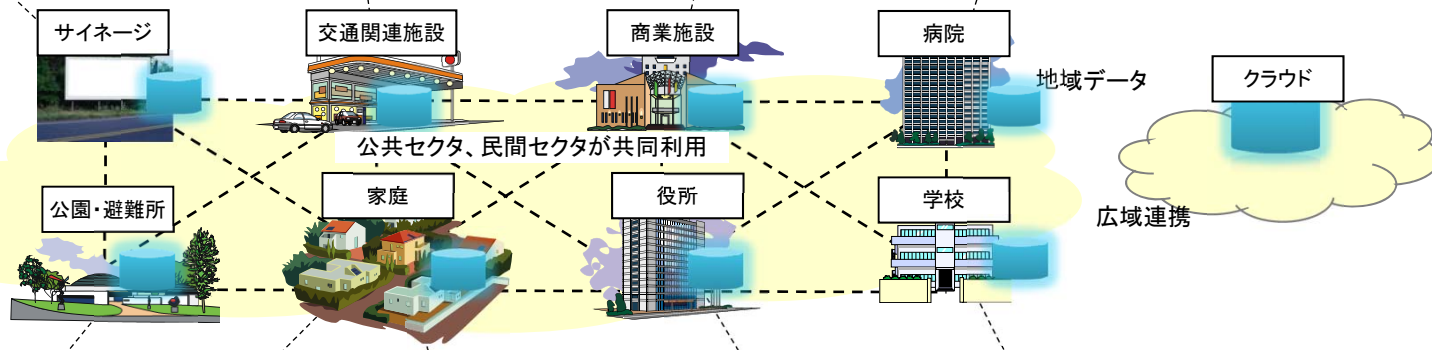 サイネージ
交通関連施設
商業施設
病院
地域データ
クラウド
公共セクタ、民間セクタが共同利用
公園・避難所
家庭
役所
学校
広域連携